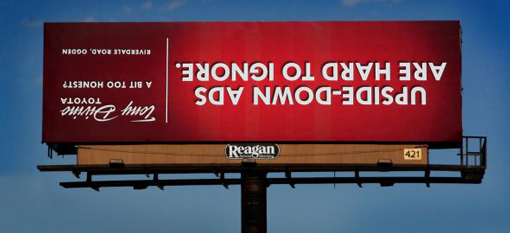 UPSIDE-DOWN ADS
ARE HARD TO IGNORE.
Tony Divino
TOYOTA
A BIT TOO HONEST?
RIVERDALE ROAD, OGDEN
Reagan
421